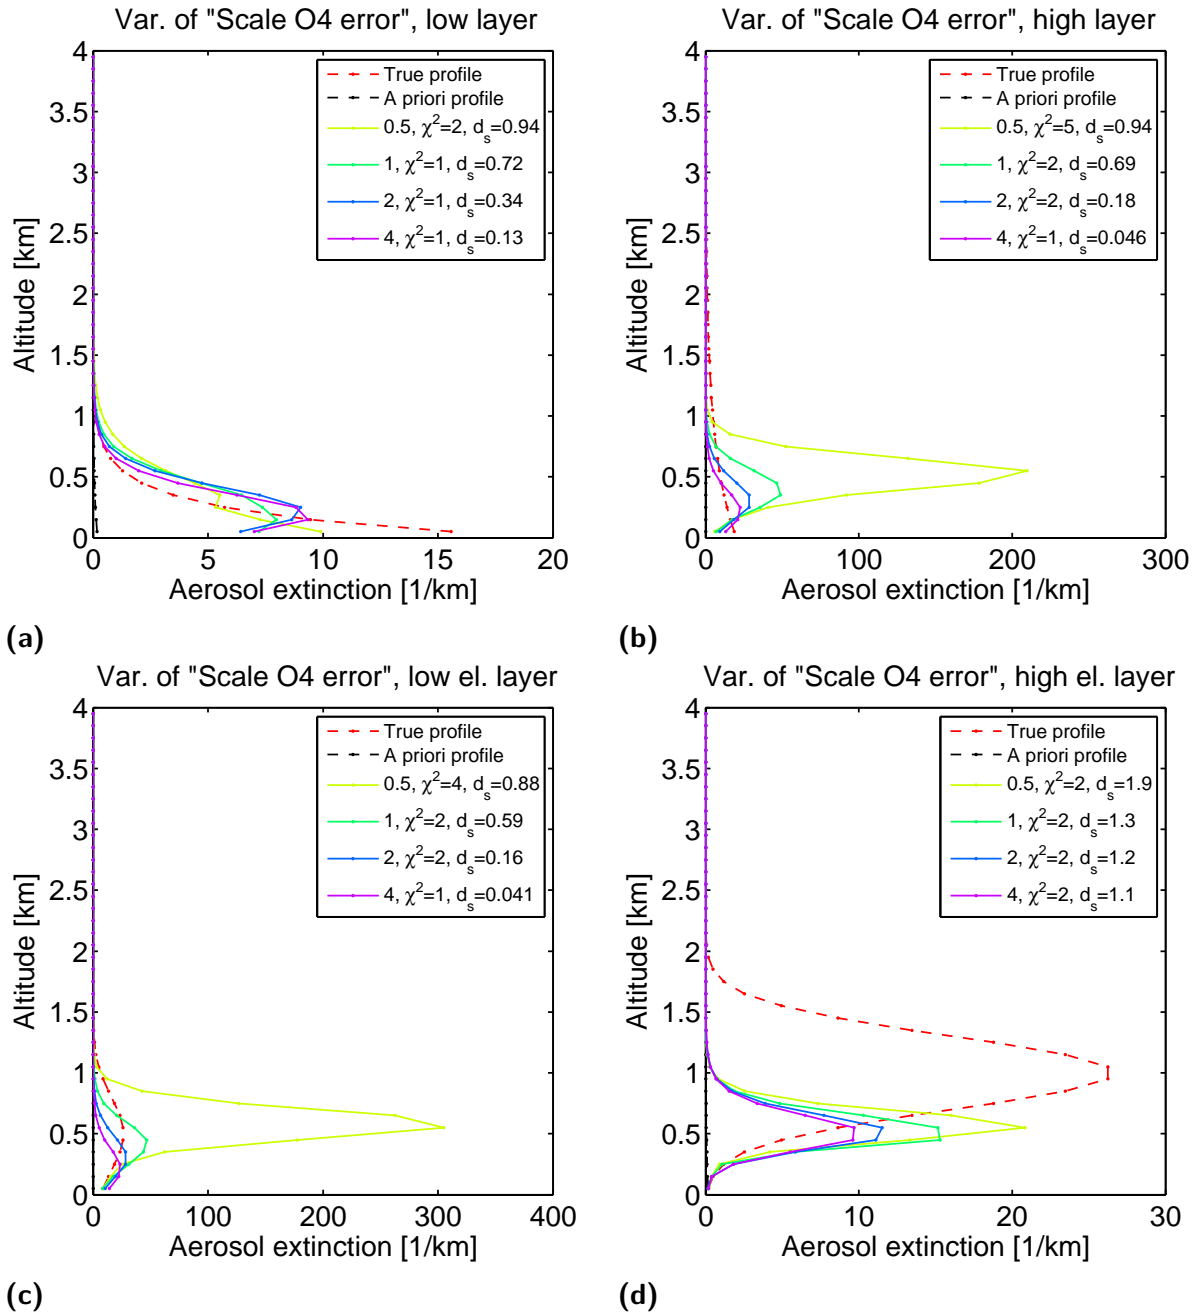 Var. of "Scale O4 error", low layer
4
3.5
3
2.5
2
1.5
1
0.5
0
Altitude [km]
True profile
A priori profile
0.5, χ²=2, dₛ=0.94
1, χ²=1, dₛ=0.72
2, χ²=1, dₛ=0.34
4, χ²=1, dₛ=0.13
0 5 10 15 20
Aerosol extinction [1/km]
(a)
Var. of "Scale O4 error", high layer
4
3.5
3
2.5
2
1.5
1
0.5
0
Altitude [km]
True profile
A priori profile
0.5, χ²=5, dₛ=0.94
1, χ²=2, dₛ=0.69
2, χ²=2, dₛ=0.18
4, χ²=1, dₛ=0.046
0 100 200 300
Aerosol extinction [1/km]
(b)
Var. of "Scale O4 error", low el. layer
4
3.5
3
2.5
2
1.5
1
0.5
0
Altitude [km]
True profile
A priori profile
0.5, χ²=4, dₛ=0.88
1, χ²=2, dₛ=0.59
2, χ²=2, dₛ=0.16
4, χ²=1, dₛ=0.041
0 100 200 300 400
Aerosol extinction [1/km]
(c)
Var. of "Scale O4 error", high el. layer
4
3.5
3
2.5
2
1.5
1
0.5
0
Altitude [km]
True profile
A priori profile
0.5, χ²=2, dₛ=1.9
1, χ²=2, dₛ=1.3
2, χ²=2, dₛ=1.2
4, χ²=2, dₛ=1.1
0 10 20 30
Aerosol extinction [1/km]
(d)